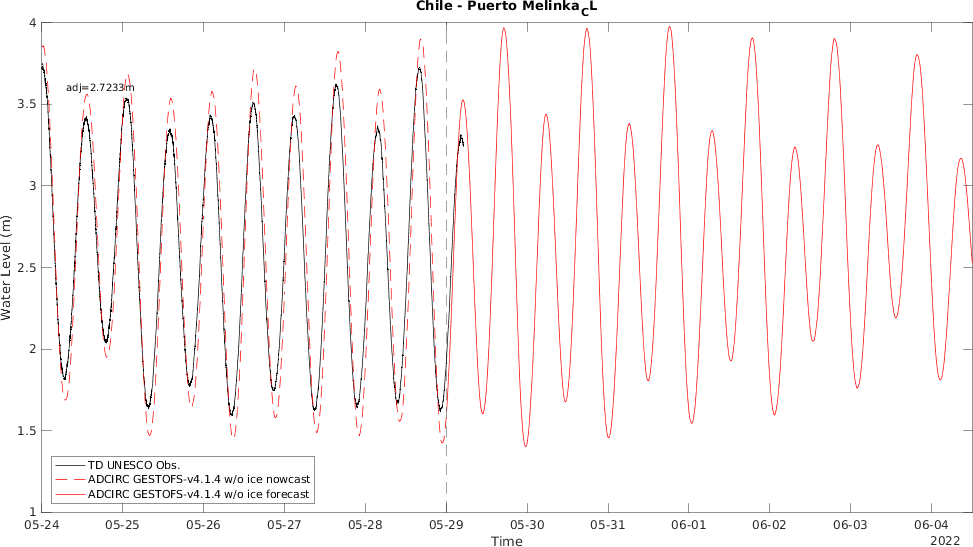 Chile - Puerto Melinka_CL
4
adj=2.7233m
3.5
3
2.5
2
1.5
1
Water Level (m)
TD UNESCO Obs.
ADCIRC GESTOFS-v4.1.4 w/o ice nowcast
ADCIRC GESTOFS-v4.1.4 w/o ice forecast
05-24 05-25 05-26 05-27 05-28 05-29 05-30 05-31 06-01 06-02 06-03 06-04
Time
2022